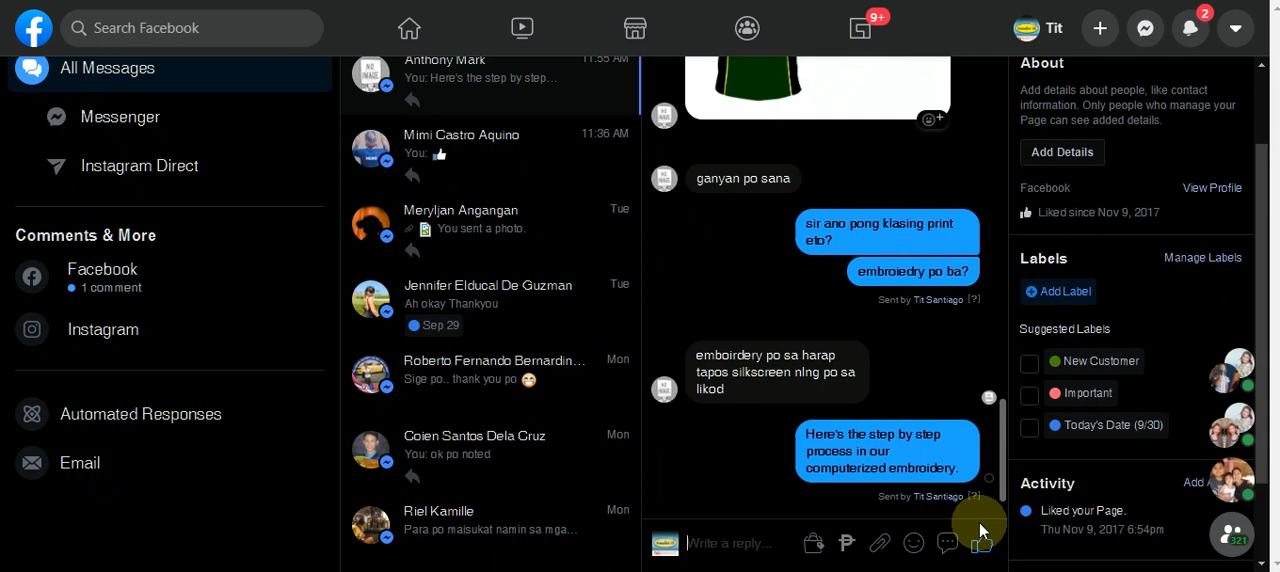 Search Facebook
9+
Tit
2
All Messages
Messenger
Instagram Direct
Comments & More
Facebook
1 comment
Instagram
Automated Responses
Email
Anthony Mark
11:55 AM
You: Here's the step by step...
Mimi Castro Aquino
11:36 AM
You:
Meryljan Angangan
Tue
You sent a photo.
Jennifer Elducal De Guzman
Tue
Ah okay Thankyou
Sep 29
Roberto Fernando Bernardin...
Mon
Sige po.. thank you po
Coien Santos Dela Cruz
Mon
You: ok po noted
Riel Kamille
Mon
Para po maisukat namin sa mga...
NO
IMAGE
ganyan po sana
sir ano pong klasing print
eto?
embroiedry po ba?
Sent by Tit Santiago [?]
emboirdery po sa harap
tapos silkscreen nlng po sa
likod
Here's the step by step
process in our
computerized embroidery.
Sent by Tit Santiago [?]
Write a reply...
About
Add details about people, like contact
information. Only people who manage your
Page can see added details.
Add Details
Facebook
View Profile
Liked since Nov 9, 2017
Labels
Manage Labels
Add Label
Suggested Labels
New Customer
Important
Today's Date (9/30)
Activity
Add
Liked your Page.
Thu Nov 9, 2017 6:54pm
321